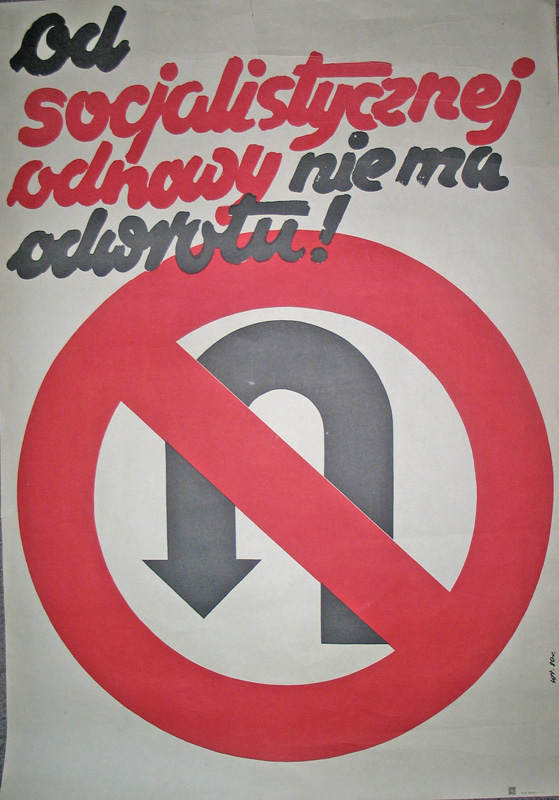 od
socjalistycznej
odnowy nie ma
odwrotu!